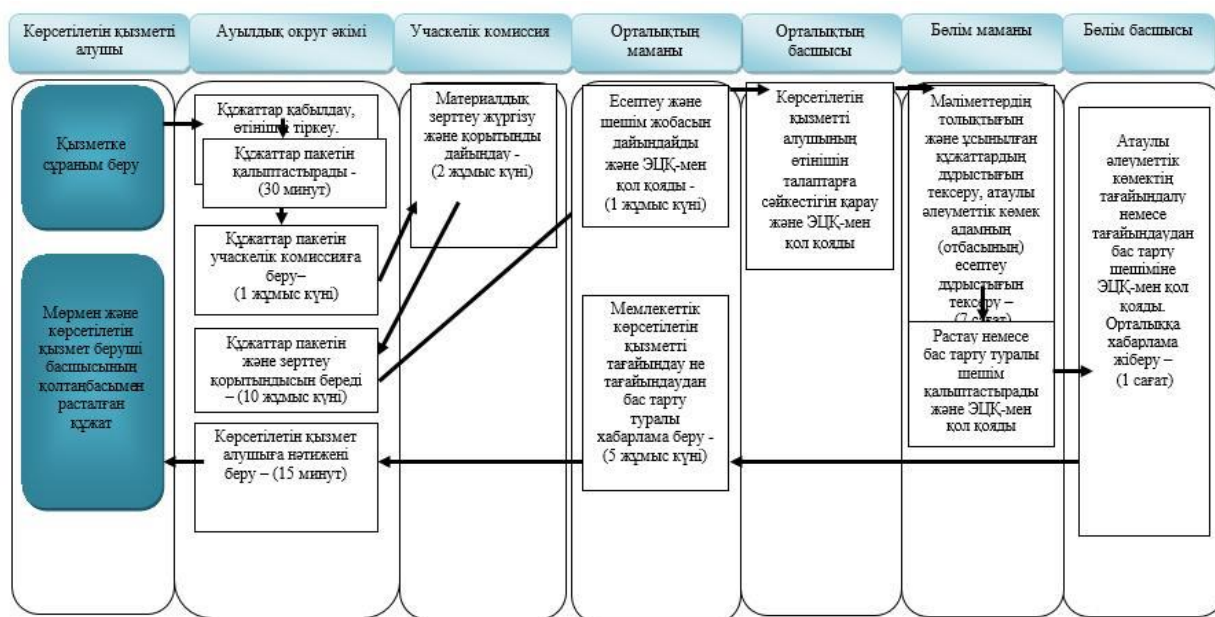 Көрсетілетін қызметті
алушы
Ауылдық округ әкімі
Учаскелік комиссия
Орталықтың
маманы
Орталықтың
басшысы
Бөлім маманы
Бөлім басшысы
Қызметке
сұраным беру
Мөрмен және
көрсетілетін
қызмет беруші
басшысының
қолтаңбасымен
расталған
құжат
Құжаттар қабылдау,
өтінішті тіркеу.
Құжаттар пакетін
қалыптастырады -
(30 минут)
Құжаттар пакетін
учаскелік комиссияға
беру–
(1 жұмыс күні)
Құжаттар пакетін
және зерттеу
қорытындысын береді
– (10 жұмыс күні)
Көрсетілетін қызмет
алушыға нәтижені
беру – (15 минут)
Материалдық
зерттеу жүргізу
және қорытынды
дайындау -
(2 жұмыс күні)
Есептеу және
шешім жобасын
дайындайды
және ЭЦҚ-мен
қол қояды -
(1 жұмыс күні)
Мемлекеттік
көрсетілетін
қызметті
тағайындау не
тағайындаудан
бас тарту
туралы
хабарлама беру -
(5 жұмыс күні)
Көрсетілетін
қызметті
алушының
өтінішін
талаптарға
сәйкестігін қарау
және ЭЦҚ-мен
қол қояды
Мәліметтердің
толықтығын
және ұсынылған
құжаттардың
дұрыстығын
тексеру, атаулы
әлеуметтік көмек
адамның
(отбасының)
есептеу
дұрыстығын
тексеру –
(7 сағат)
Растау немесе
бас тарту туралы
шешім
қалыптастырады
және ЭЦҚ-мен
қол қояды
Атаулы
әлеуметтік
көмектің
тағайындалу
немесе
тағайындаудан
бас тарту
шешіміне
ЭЦҚ-мен қол
қояды.
Орталыққа
хабарлама
жіберу –
(1 сағат)